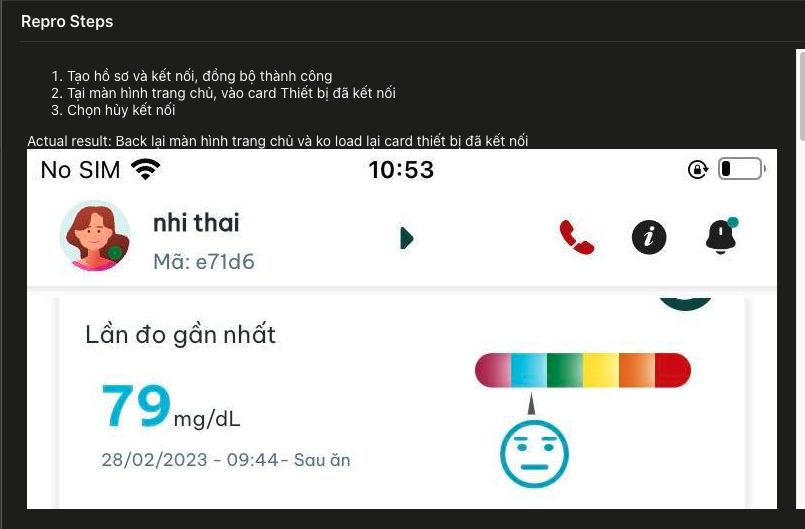 Repro Steps
1. Tạo hồ sơ và kết nối, đồng bộ thành công
2. Tại màn hình trang chủ, vào card Thiết bị đã kết nối
3. Chọn hủy kết nối
Actual result: Back lại màn hình trang chủ và ko load lại card thiết bị đã kết nối
No SIM 10:53
nhi thai
Mã: e71d6
Lần đo gần nhất
79 mg/dL
28/02/2023 - 09:44- Sau ăn